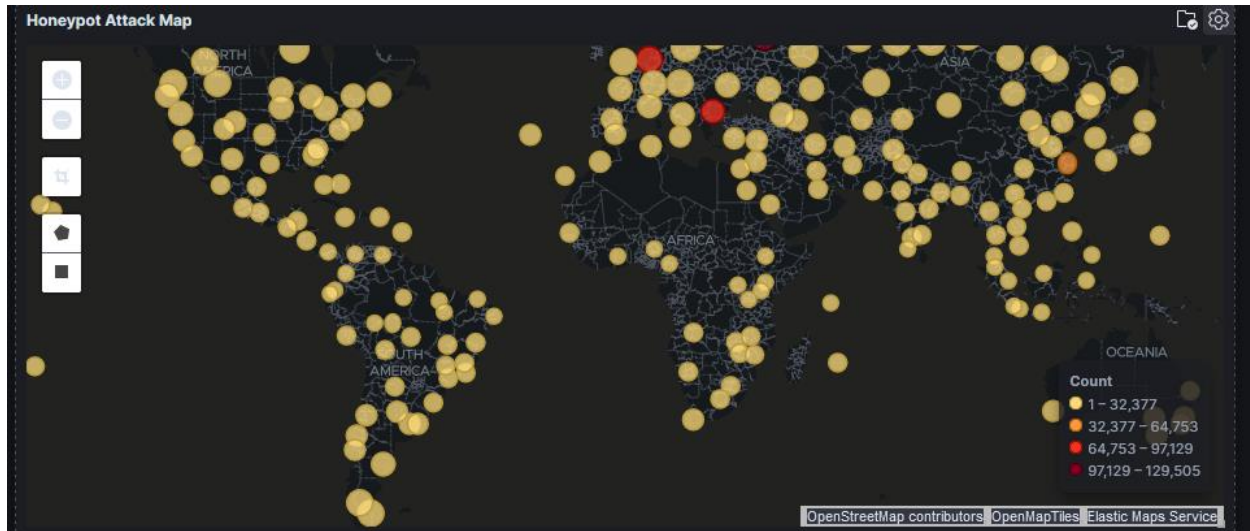 Honeypot Attack Map
NORTH
AMERICA
ASIA
AFRICA
SOUTH
AMERICA
OCEANIA
Count
1 – 32,377
32,377 – 64,753
64,753 – 97,129
97,129 – 129,505
OpenStreetMap contributors OpenMapTiles Elastic Maps Service